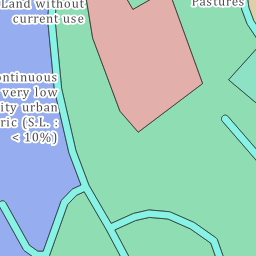 Land without
current use
Pastures
ontinuous
very low
ity urban
ric (S.L. :
< 10%)